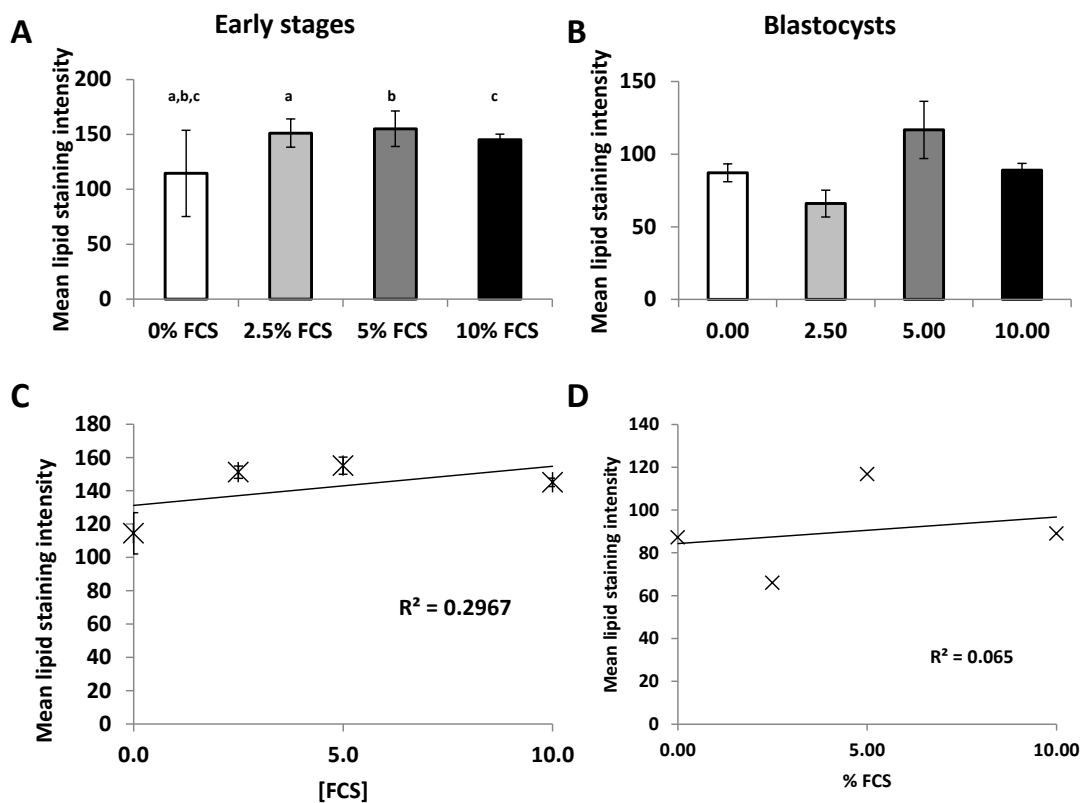 A
Early stages
Mean lipid staining intensity
200
150
100
50
0
a,b,c
a
b
c
0% FCS
2.5% FCS
5% FCS
10% FCS
B
Blastocysts
Mean lipid staining intensity
150
100
50
0
0.00
2.50
5.00
10.00
C
Mean lipid staining intensity
180
160
140
120
100
80
60
40
20
0
R² = 0.2967
0.0
5.0
10.0
[FCS]
D
Mean lipid staining intensity
140
120
100
80
60
40
20
0
R² = 0.065
0.00
5.00
10.00
% FCS